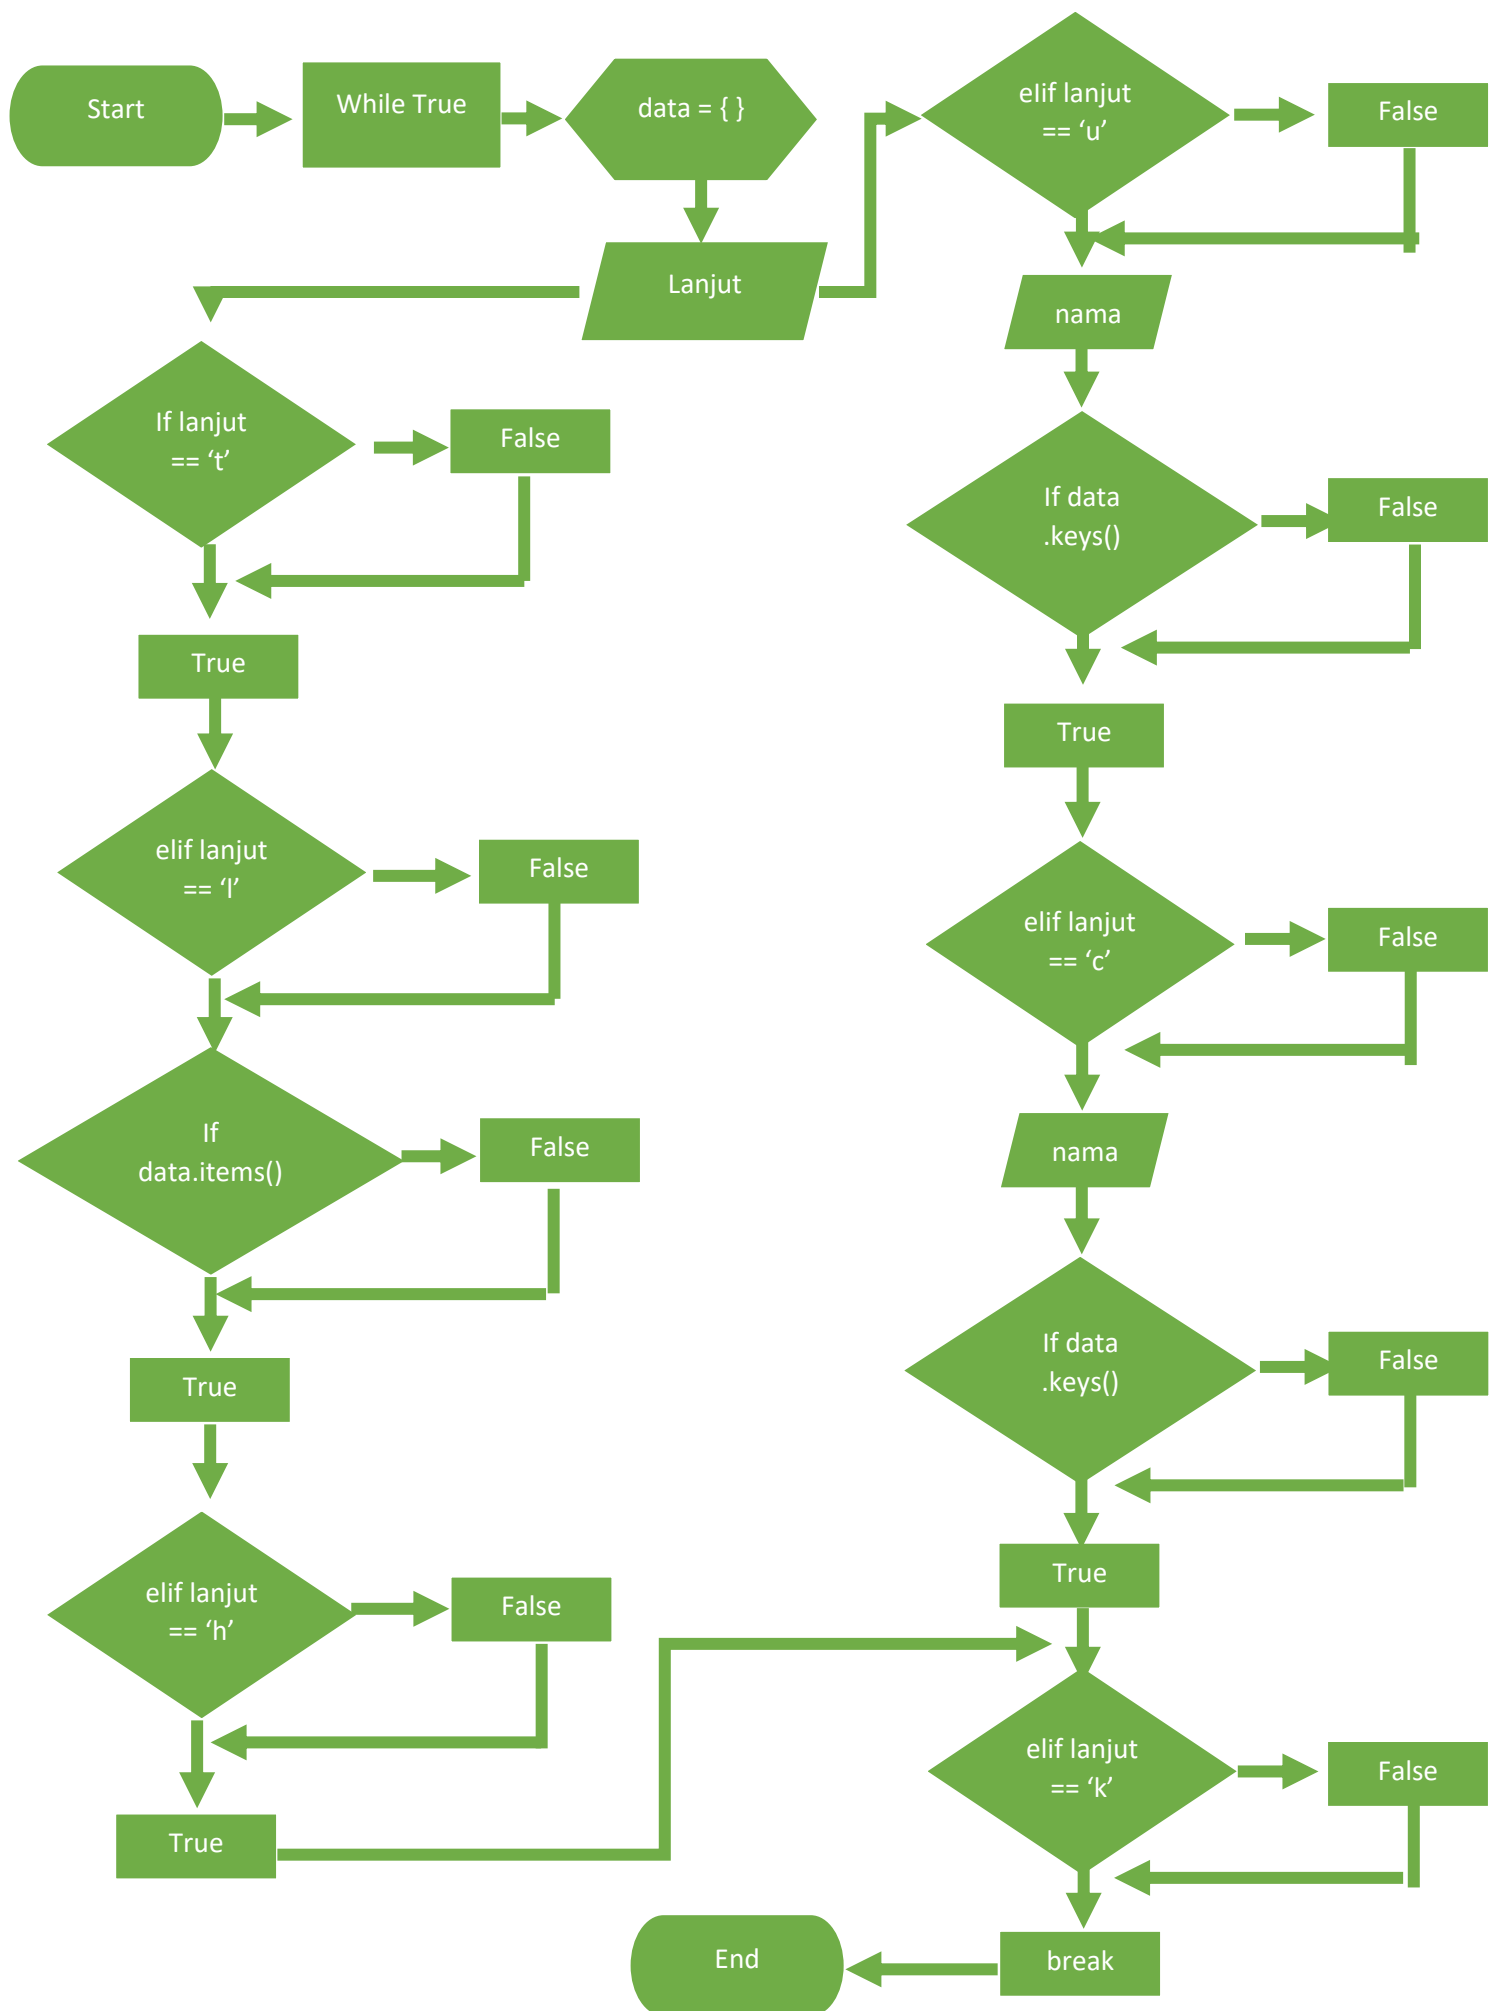 Start
While True
data = { }
Lanjut
If lanjut
== ‘t’
False
True
elif lanjut
== ‘l’
False
If
data.items()
False
True
elif lanjut
== ‘h’
False
True
elif lanjut
== ‘u’
False
nama
If data
.keys()
False
True
elif lanjut
== ‘c’
False
nama
If data
.keys()
False
True
elif lanjut
== ‘k’
False
break
End